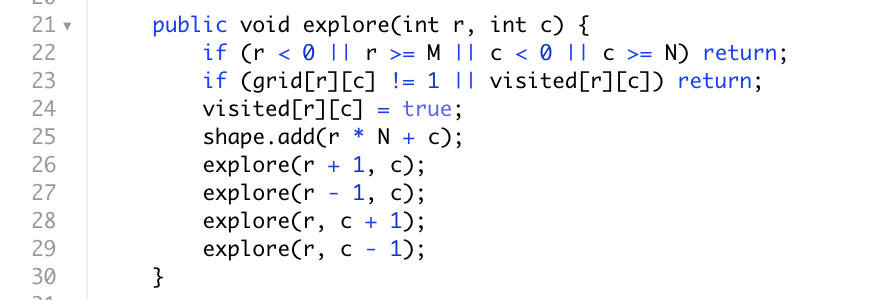 21 public void explore(int r, int c) {
22 if (r < 0 || r >= M || c < 0 || c >= N) return;
23 if (grid[r][c] != 1 || visited[r][c]) return;
24 visited[r][c] = true;
25 shape.add(r * N + c);
26 explore(r + 1, c);
27 explore(r - 1, c);
28 explore(r, c + 1);
29 explore(r, c - 1);
30 }